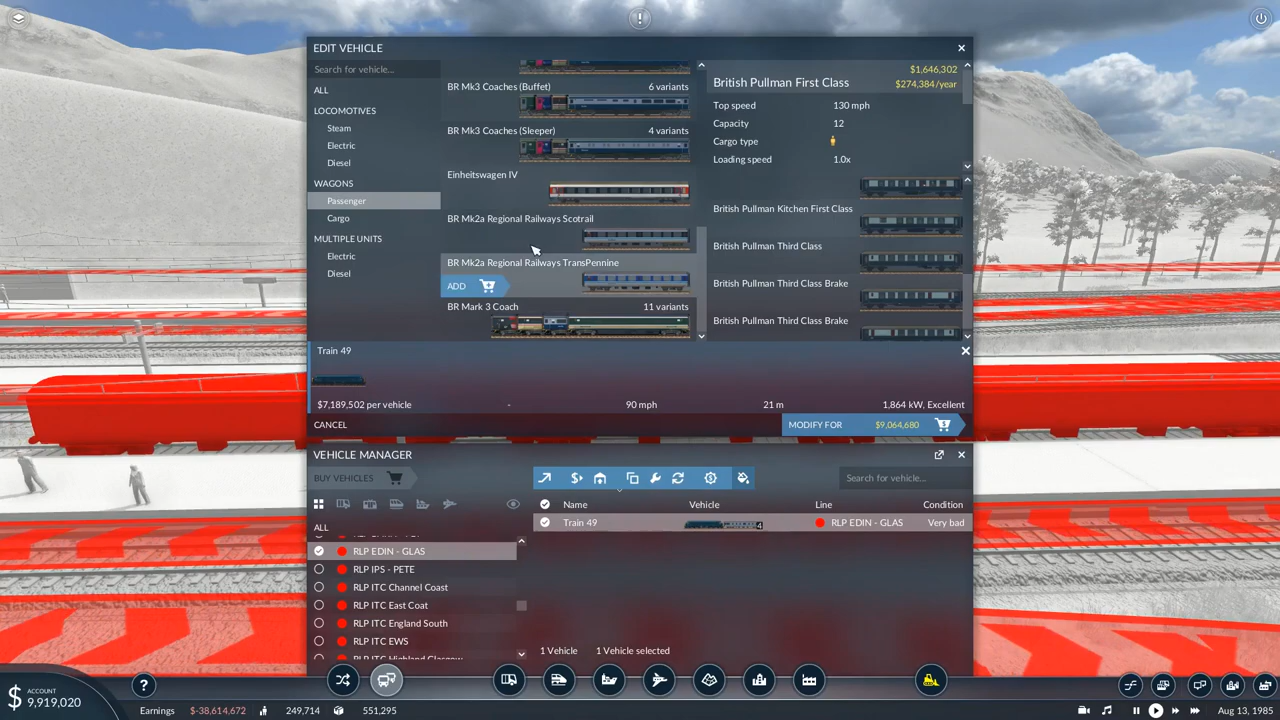 EDIT VEHICLE
Search for vehicle...
ALL
LOCOMOTIVES
Steam
Electric
Diesel
WAGONS
Passenger
Cargo
MULTIPLE UNITS
Electric
Diesel
BR Mk3 Coaches (Buffet) 6 variants
BR Mk3 Coaches (Sleeper) 4 variants
Einheitswagen IV
BR Mk2a Regional Railways Scotrail
BR Mk2a Regional Railways TransPennine
ADD
BR Mark 3 Coach 11 variants
$1,646,302
British Pullman First Class $274,384/year
Top speed 130 mph
Capacity 12
Cargo type
Loading speed 1.0x
British Pullman Kitchen First Class
British Pullman Third Class
British Pullman Third Class Brake
British Pullman Third Class Brake
Train 49
$7,189,502 per vehicle - 90 mph 21 m 1,864 kW, Excellent
CANCEL MODIFY FOR $9,064,680
VEHICLE MANAGER
BUY VEHICLES
Search for vehicle...
ALL
RLP EDIN - GLAS
RLP IPS - PETE
RLP ITC Channel Coast
RLP ITC East Coat
RLP ITC England South
RLP ITC EWS
RLP ITC Highland Glasgow
Name Vehicle Line Condition
Train 49 4 RLP EDIN - GLAS Very bad
1 Vehicle 1 Vehicle selected
$ ACCOUNT
9,919,020
?
Earnings $-38,614,672 249,714 551,295
Aug 13, 1985